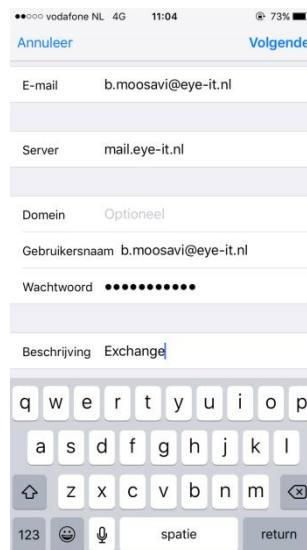 vodafone NL 4G 11:04 73%
Annuleer Volgende
E-mail b.moosavi@eye-it.nl
Server mail.eye-it.nl
Domein Optioneel
Gebruikersnaam b.moosavi@eye-it.nl
Wachtwoord ●●●●●●●●●●●
Beschrijving Exchange
q w e r t y u i o p
a s d f g h j k l
z x c v b n m
123 spatie return